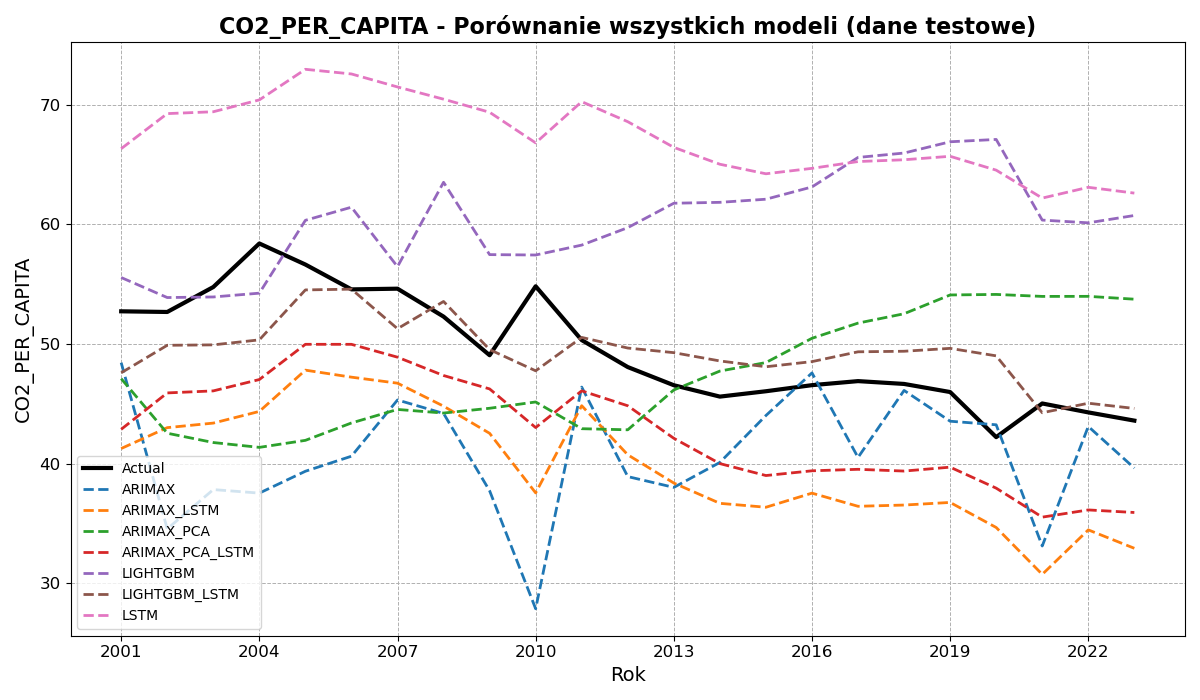 CO2_PER_CAPITA - Porównanie wszystkich modeli (dane testowe)
CO2_PER_CAPITA
70
60
50
40
30
Actual
ARIMAX
ARIMAX_LSTM
ARIMAX_PCA
ARIMAX_PCA_LSTM
LIGHTGBM
LIGHTGBM_LSTM
LSTM
2001 2004 2007 2010 2013 2016 2019 2022
Rok